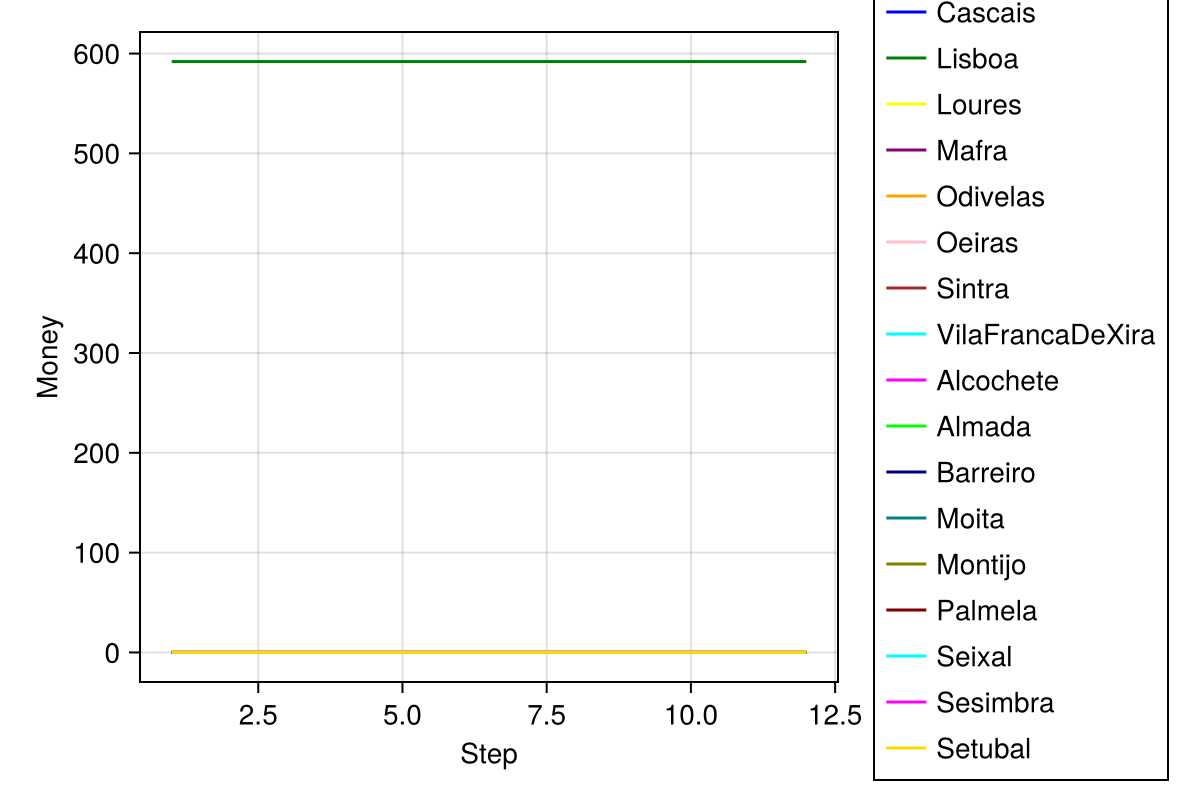 600
500
400
300
200
100
0
Money
2.5 5.0 7.5 10.0 12.5
Step
Cascais
Lisboa
Loures
Mafra
Odivelas
Oeiras
Sintra
VilaFrancaDeXira
Alcochete
Almada
Barreiro
Moita
Montijo
Palmela
Seixal
Sesimbra
Setubal